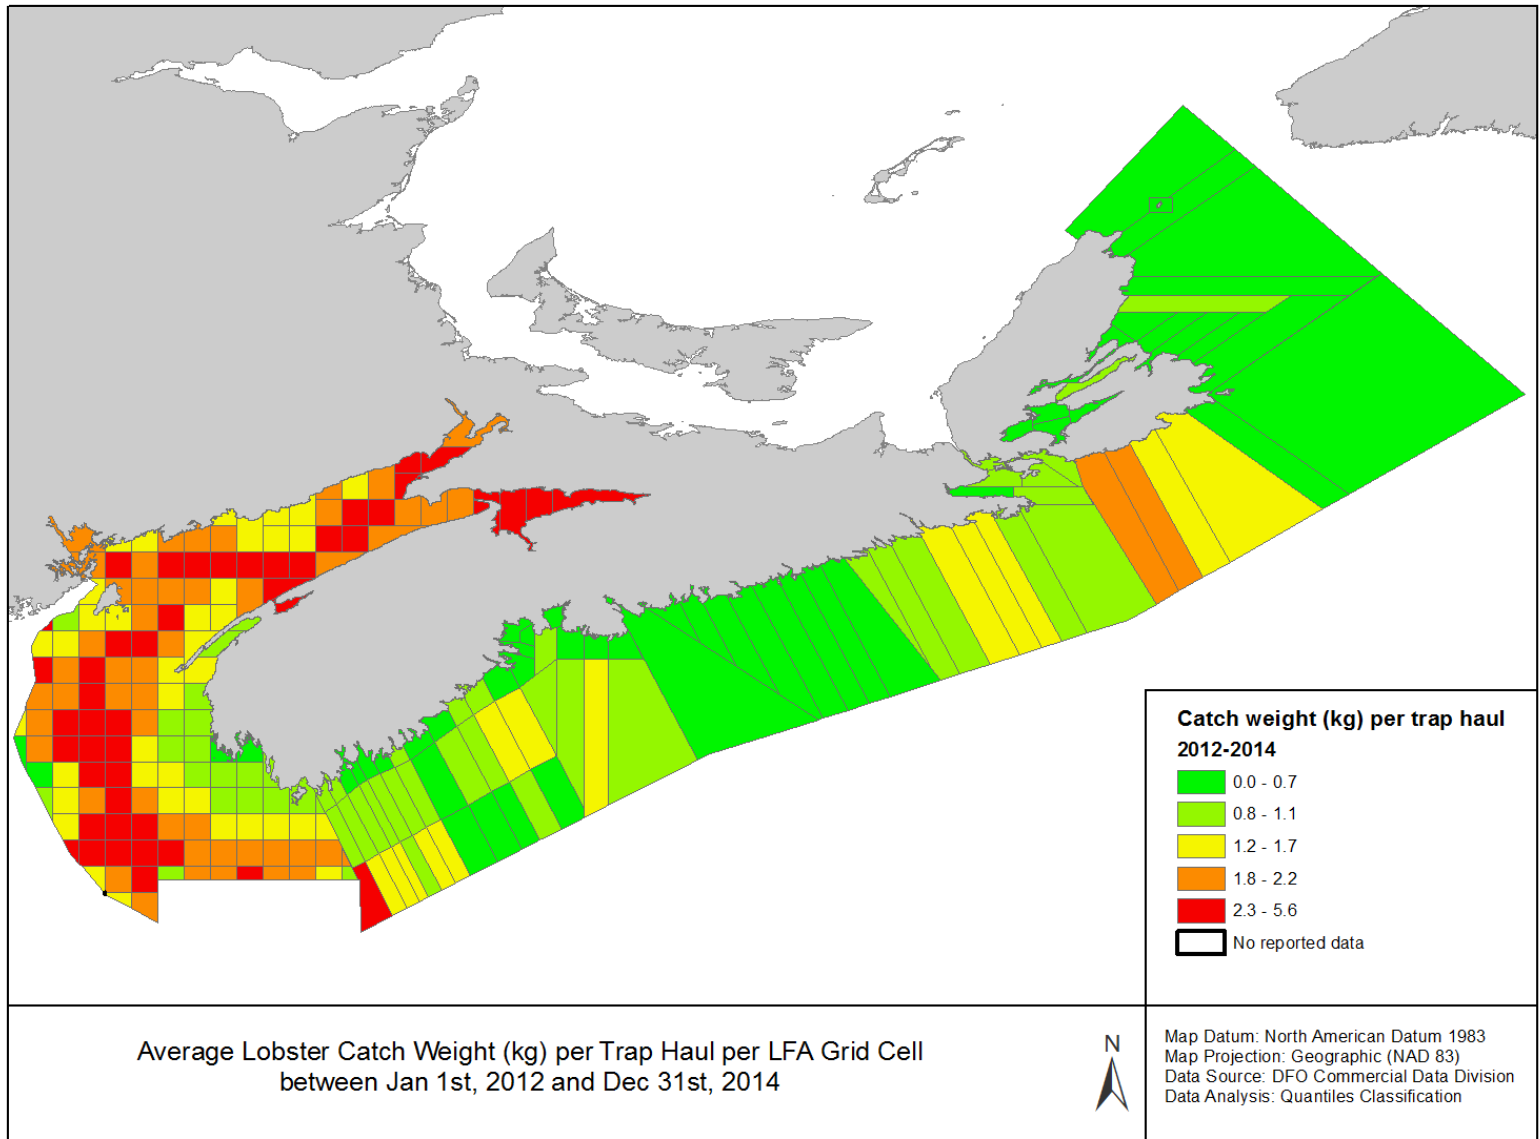 Catch weight (kg) per trap haul
2012-2014
0.0 - 0.7
0.8 - 1.1
1.2 - 1.7
1.8 - 2.2
2.3 - 5.6
No reported data
Average Lobster Catch Weight (kg) per Trap Haul per LFA Grid Cell
between Jan 1st, 2012 and Dec 31st, 2014
N
Map Datum: North American Datum 1983
Map Projection: Geographic (NAD 83)
Data Source: DFO Commercial Data Division
Data Analysis: Quantiles Classification